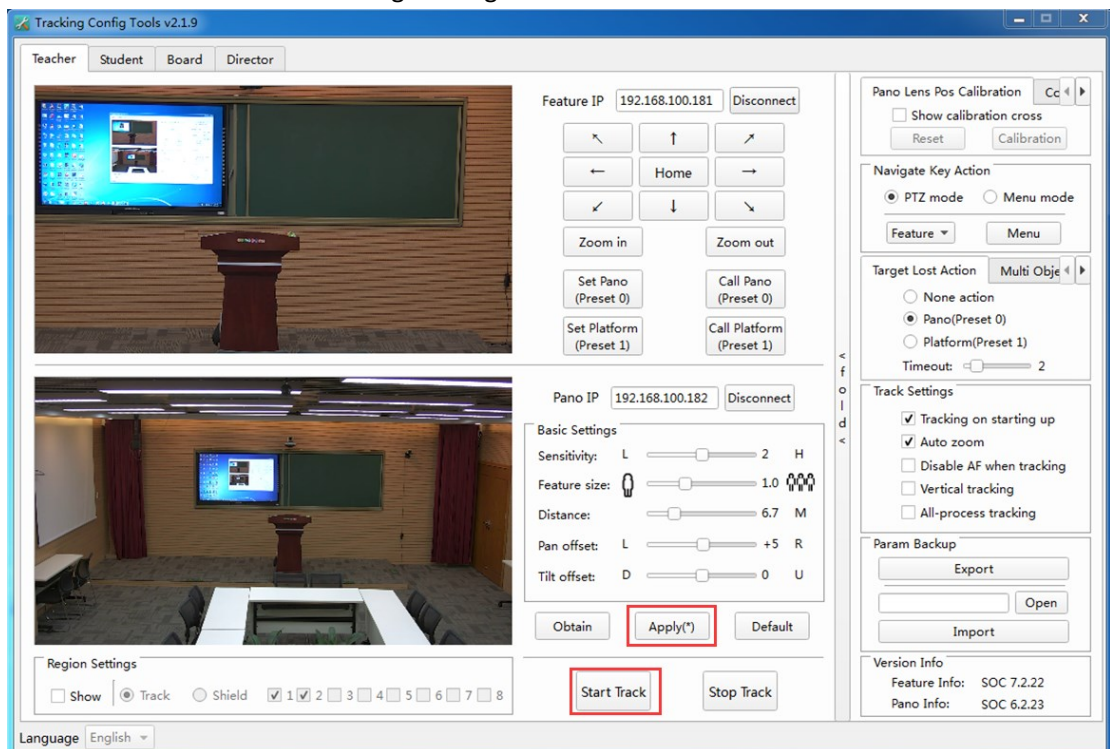 Tracking Config Tools v2.1.9
Teacher Student Board Director
Feature IP 192.168.100.181 Disconnect
↖ ↑ ↗
← Home →
↙ ↓ ↘
Zoom in Zoom out
Set Pano (Preset 0) Call Pano (Preset 0)
Set Platform (Preset 1) Call Platform (Preset 1)
Pano IP 192.168.100.182 Disconnect
Basic Settings
Sensitivity: L 2 H
Feature size: 1.0
Distance: 6.7 M
Pan offset: L +5 R
Tilt offset: D 0 U
Obtain Apply(*) Default
Region Settings
Show Track Shield 1 2 3 4 5 6 7 8
Start Track Stop Track
Language English
< f o l d <
Pano Lens Pos Calibration Co
Show calibration cross
Reset Calibration
Navigate Key Action
PTZ mode Menu mode
Feature Menu
Target Lost Action Multi Obje
None action
Pano(Preset 0)
Platform(Preset 1)
Timeout: 2
Track Settings
Tracking on starting up
Auto zoom
Disable AF when tracking
Vertical tracking
All-process tracking
Param Backup
Export
Open
Import
Version Info
Feature Info: SOC 7.2.22
Pano Info: SOC 6.2.23